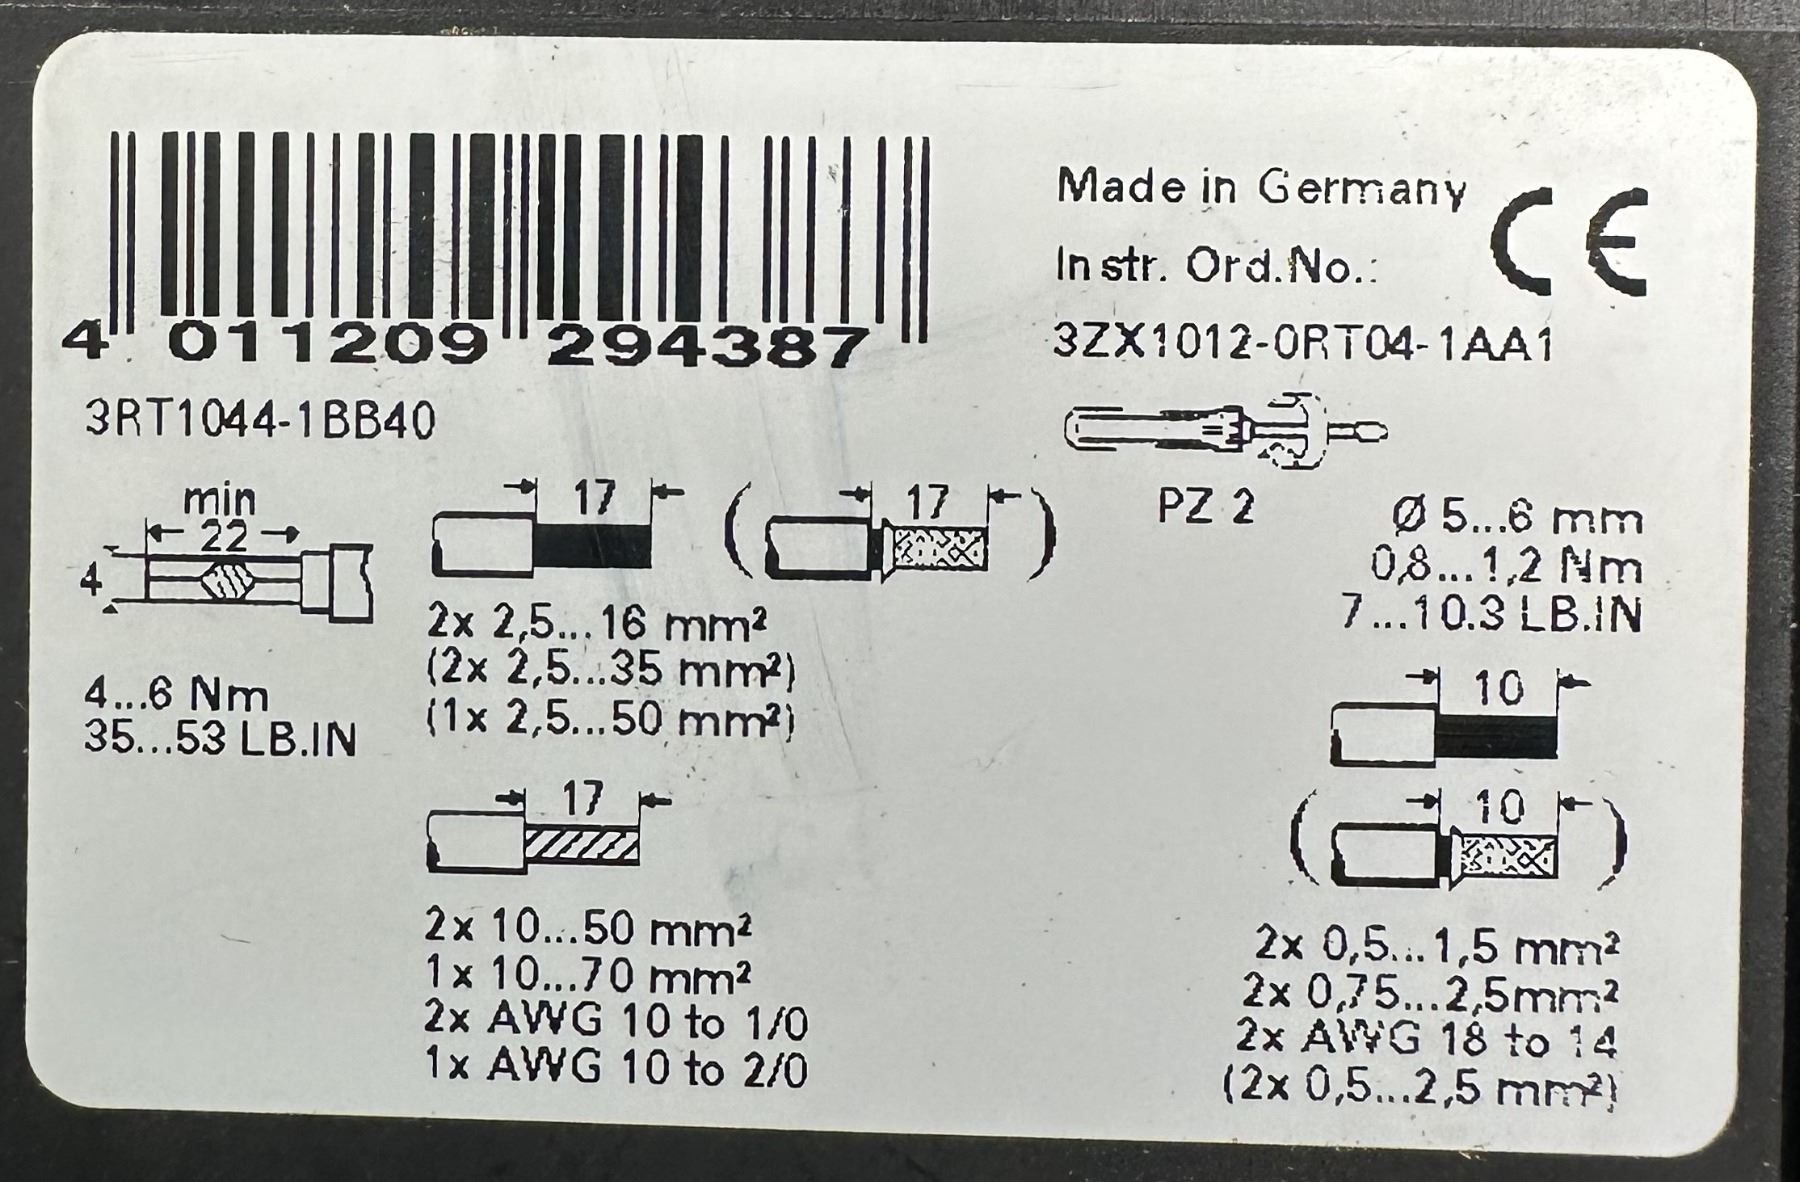 4 011209 294387
3RT1044-1BB40
Made in Germany
CE
Instr. Ord.No.:
3ZX1012-0RT04-1AA1
min
22
4
4...6 Nm
35...53 LB.IN
17
( 17 )
2x 2,5...16 mm²
(2x 2,5...35 mm²)
(1x 2,5...50 mm²)
17
2x 10...50 mm²
1x 10...70 mm²
2x AWG 10 to 1/0
1x AWG 10 to 2/0
PZ 2
Ø 5...6 mm
0,8...1,2 Nm
7...10.3 LB.IN
10
( 10 )
2x 0,5...1,5 mm²
2x 0,75...2,5mm²
2x AWG 18 to 14
(2x 0,5...2,5 mm²)